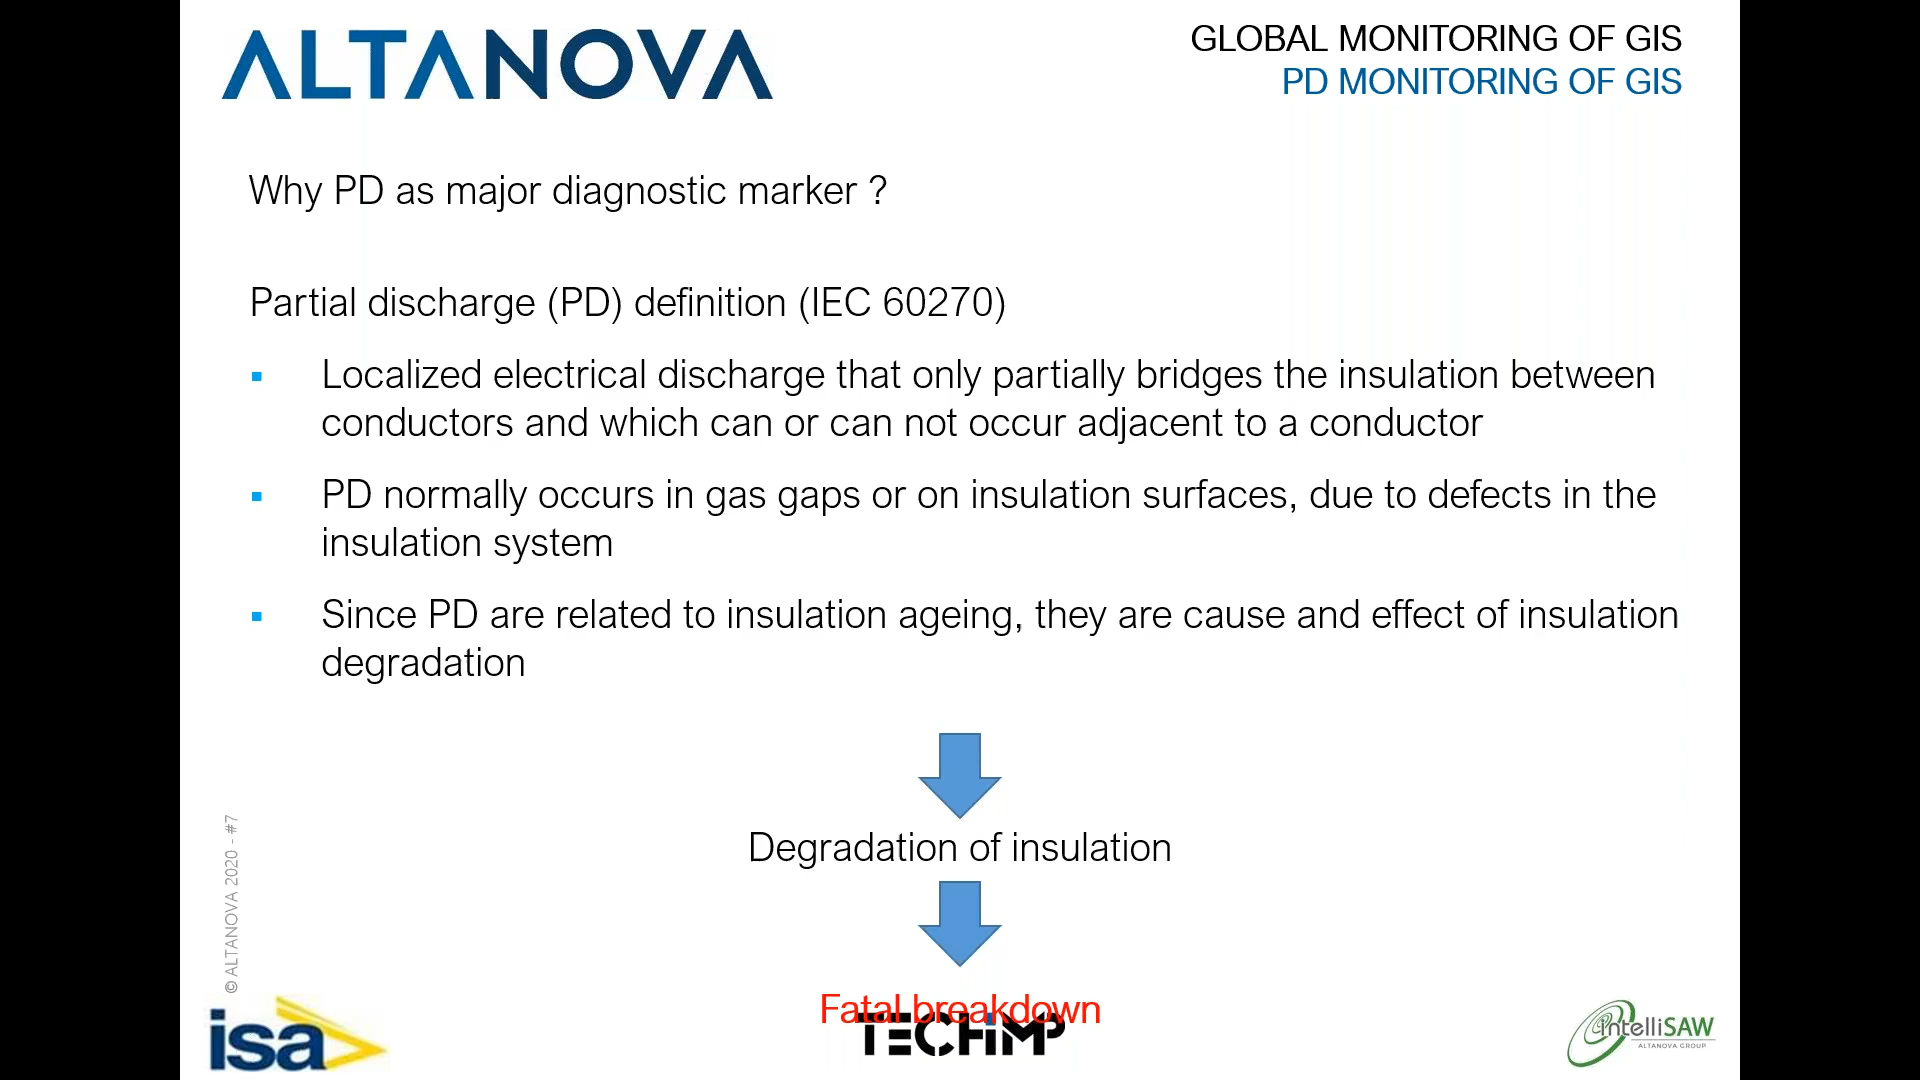 ALTANOVA
GLOBAL MONITORING OF GIS
PD MONITORING OF GIS
Why PD as major diagnostic marker ?
Partial discharge (PD) definition (IEC 60270)
▪ Localized electrical discharge that only partially bridges the insulation between
conductors and which can or can not occur adjacent to a conductor
▪ PD normally occurs in gas gaps or on insulation surfaces, due to defects in the
insulation system
▪ Since PD are related to insulation ageing, they are cause and effect of insulation
degradation
Degradation of insulation
Fatal breakdown
© ALTANOVA 2020 - #7
isa
TECHIMP
intelliSAW
ALTANOVA GROUP